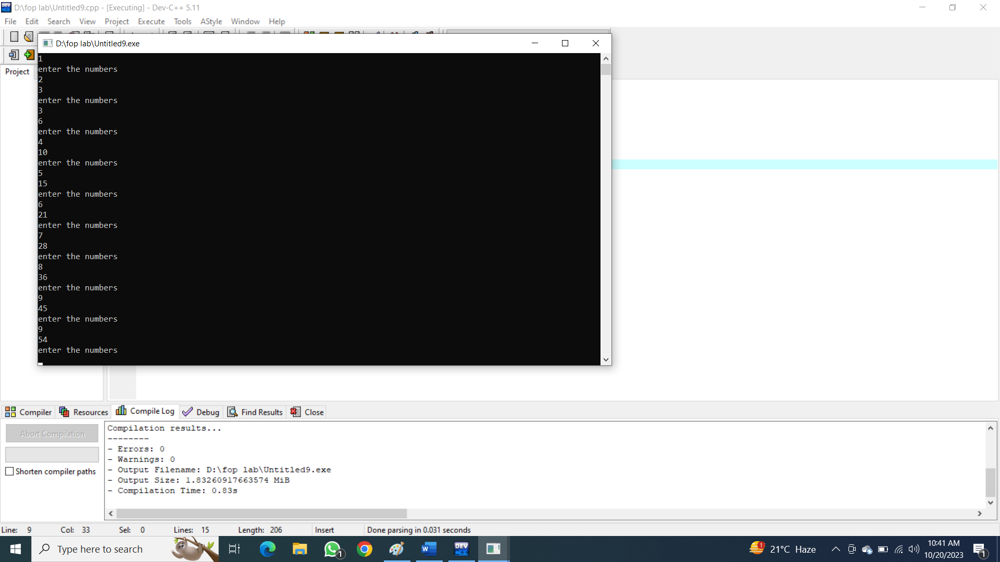 D:\fop lab\Untitled9.cpp - [Executing] - Dev-C++ 5.11
File Edit Search View Project Execute Tools AStyle Window Help
D:\fop lab\Untitled9.exe
Project
1
enter the numbers
2
3
enter the numbers
3
6
enter the numbers
4
10
enter the numbers
5
15
enter the numbers
6
21
enter the numbers
7
28
enter the numbers
8
36
enter the numbers
9
45
enter the numbers
9
54
enter the numbers
Compiler Resources Compile Log Debug Find Results Close
Abort Compilation
Shorten compiler paths
Compilation results...
--------
- Errors: 0
- Warnings: 0
- Output Filename: D:\fop lab\Untitled9.exe
- Output Size: 1.83260917663574 MiB
- Compilation Time: 0.83s
Line: 9 Col: 33 Sel: 0 Lines: 15 Length: 206 Insert Done parsing in 0.031 seconds
Type here to search
1
W
DEV
C++
1
21°C Haze
10:41 AM
10/20/2023
1